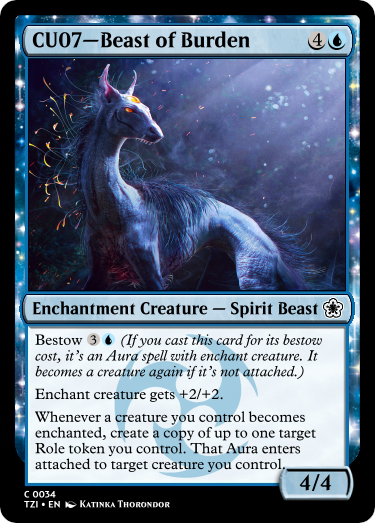 CU07—Beast of Burden 4
Enchantment Creature — Spirit Beast
Bestow 3 (If you cast this card for its bestow
cost, it's an Aura spell with enchant creature. It
becomes a creature again if it's not attached.)
Enchant creature gets +2/+2.
Whenever a creature you control becomes
enchanted, create a copy of up to one target
Role token you control. That Aura enters
attached to target creature you control.
4/4
C 0034
TZI • EN Katinka Thorondor